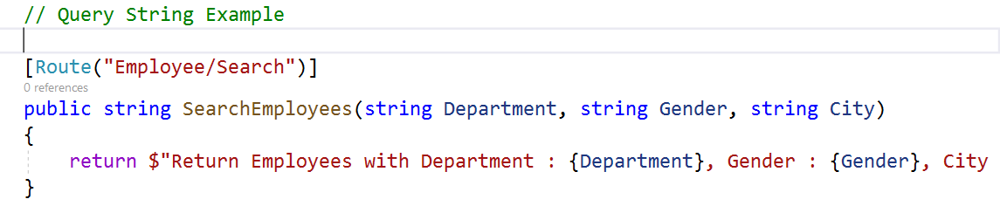 // Query String Example
[Route("Employee/Search")]
0 references
public string SearchEmployees(string Department, string Gender, string City)
{
return $"Return Employees with Department : {Department}, Gender : {Gender}, City
}